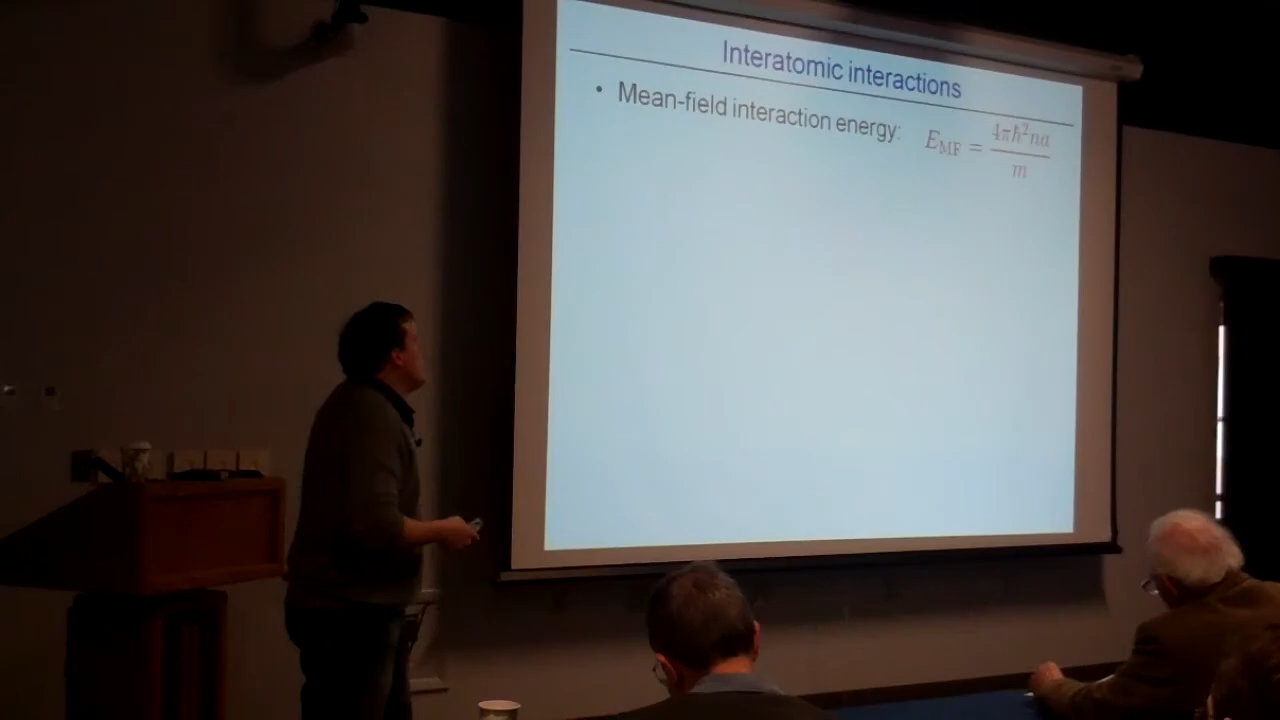 Interatomic interactions
• Mean-field interaction energy: E_MF = 4πℏ²na / m